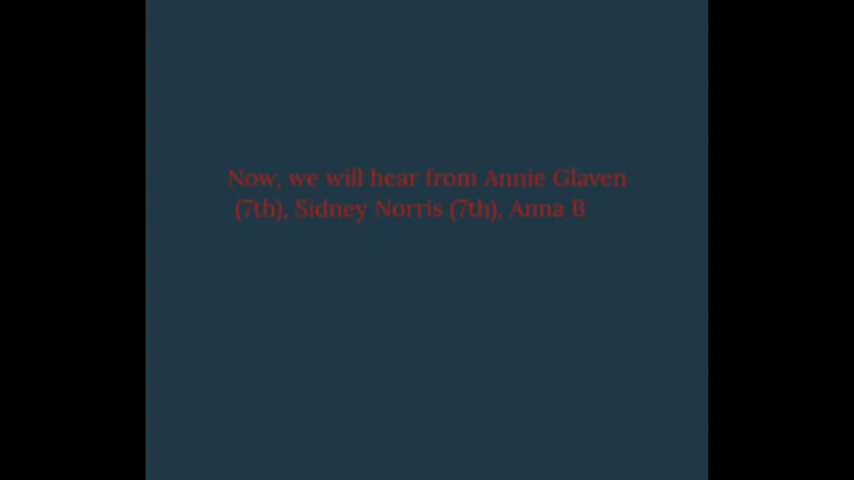 Now, we will hear from Annie Glaven
(7th), Sidney Norris (7th), Anna B